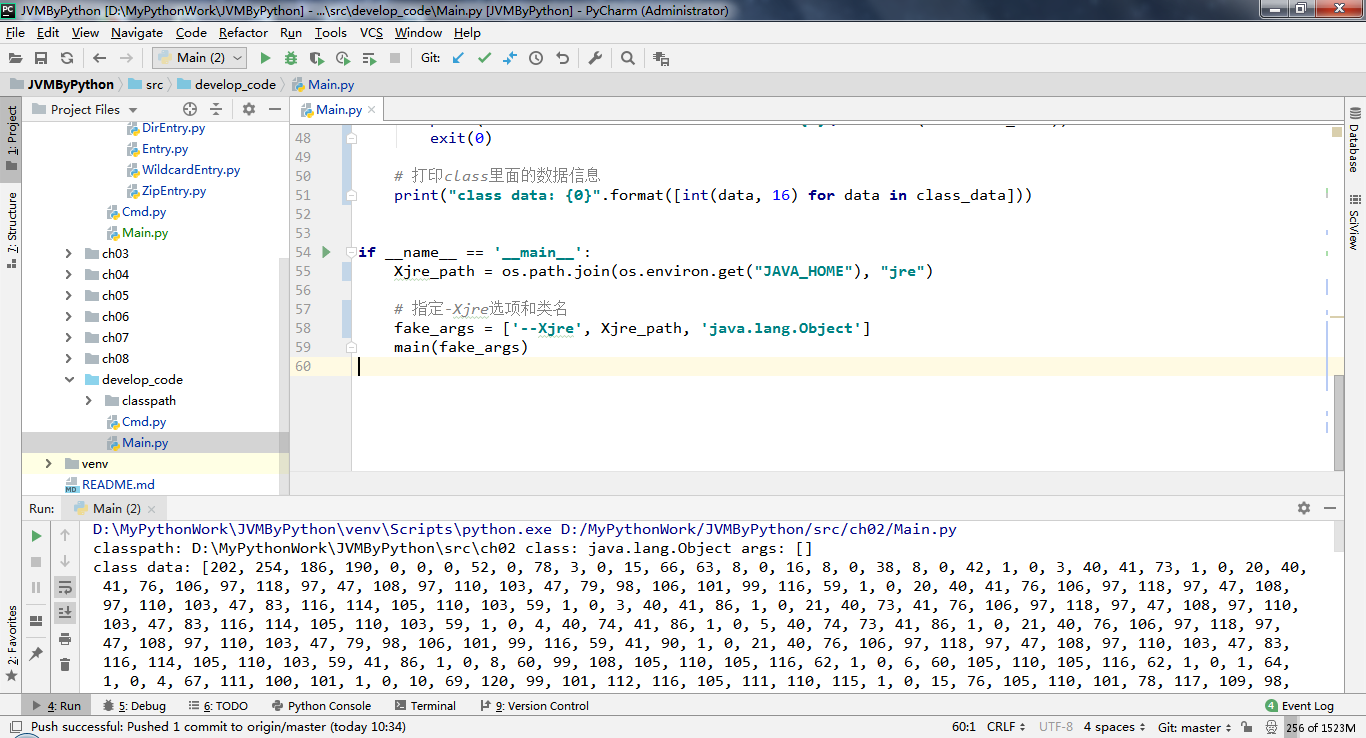 JVMByPython [D:\MyPythonWork\JVMByPython] - ...\src\develop_code\Main.py [JVMByPython] - PyCharm (Administrator)
File Edit View Navigate Code Refactor Run Tools VCS Window Help
Main (2) Git:
JVMByPython src develop_code Main.py
1: Project
7: Structure
2: Favorites
Project Files
DirEntry.py
Entry.py
WildcardEntry.py
ZipEntry.py
Cmd.py
Main.py
ch03
ch04
ch05
ch06
ch07
ch08
develop_code
classpath
Cmd.py
Main.py
venv
README.md
Main.py
48 exit(0)
49
50 # 打印class里面的数据信息
51 print("class data: {0}".format([int(data, 16) for data in class_data]))
52
53
54 if __name__ == '__main__':
55 Xjre_path = os.path.join(os.environ.get("JAVA_HOME"), "jre")
56
57 # 指定-Xjre选项和类名
58 fake_args = ['--Xjre', Xjre_path, 'java.lang.Object']
59 main(fake_args)
60
Database
SciView
Run: Main (2)
D:\MyPythonWork\JVMByPython\venv\Scripts\python.exe D:/MyPythonWork/JVMByPython/src/ch02/Main.py
classpath: D:\MyPythonWork\JVMByPython\src\ch02 class: java.lang.Object args: []
class data: [202, 254, 186, 190, 0, 0, 0, 52, 0, 78, 3, 0, 15, 66, 63, 8, 0, 16, 8, 0, 38, 8, 0, 42, 1, 0, 3, 40, 41, 73, 1, 0, 20, 40,
41, 76, 106, 97, 118, 97, 47, 108, 97, 110, 103, 47, 79, 98, 106, 101, 99, 116, 59, 1, 0, 20, 40, 41, 76, 106, 97, 118, 97, 47, 108,
97, 110, 103, 47, 83, 116, 114, 105, 110, 103, 59, 1, 0, 3, 40, 41, 86, 1, 0, 21, 40, 73, 41, 76, 106, 97, 118, 97, 47, 108, 97, 110,
103, 47, 83, 116, 114, 105, 110, 103, 59, 1, 0, 4, 40, 74, 41, 86, 1, 0, 5, 40, 74, 73, 41, 86, 1, 0, 21, 40, 76, 106, 97, 118, 97,
47, 108, 97, 110, 103, 47, 79, 98, 106, 101, 99, 116, 59, 41, 90, 1, 0, 21, 40, 76, 106, 97, 118, 97, 47, 108, 97, 110, 103, 47, 83,
116, 114, 105, 110, 103, 59, 41, 86, 1, 0, 8, 60, 99, 108, 105, 110, 105, 116, 62, 1, 0, 6, 60, 105, 110, 105, 116, 62, 1, 0, 1, 64,
1, 0, 4, 67, 111, 100, 101, 1, 0, 10, 69, 120, 99, 101, 112, 116, 105, 111, 110, 115, 1, 0, 15, 76, 105, 110, 101, 78, 117, 109, 98,
4: Run 5: Debug 6: TODO Python Console Terminal 9: Version Control 4 Event Log
Push successful: Pushed 1 commit to origin/master (today 10:34) 60:1 CRLF UTF-8 4 spaces Git: master 256 of 1523M